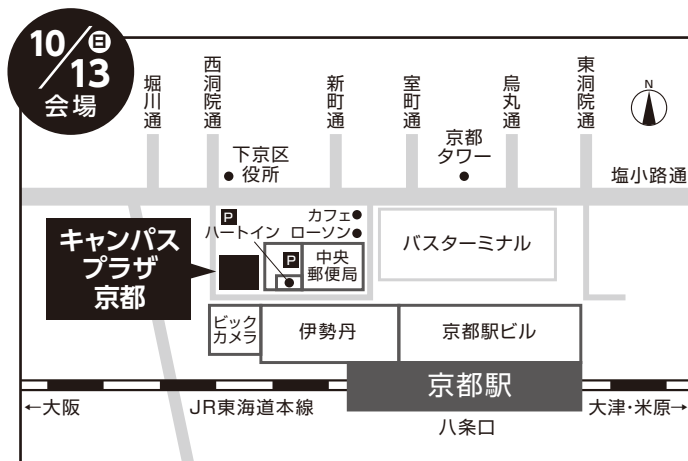 10/13
日
会場
堀川通
西洞院通
新町通
室町通
烏丸通
東洞院通
N
下京区
役所
京都
タワー
塩小路通
P
カフェ
ハートイン
ローソン
P
中央
郵便局
バスターミナル
キャンパス
プラザ
京都
ビック
カメラ
伊勢丹
京都駅ビル
京都駅
←大阪
JR東海道本線
大津・米原→
八条口